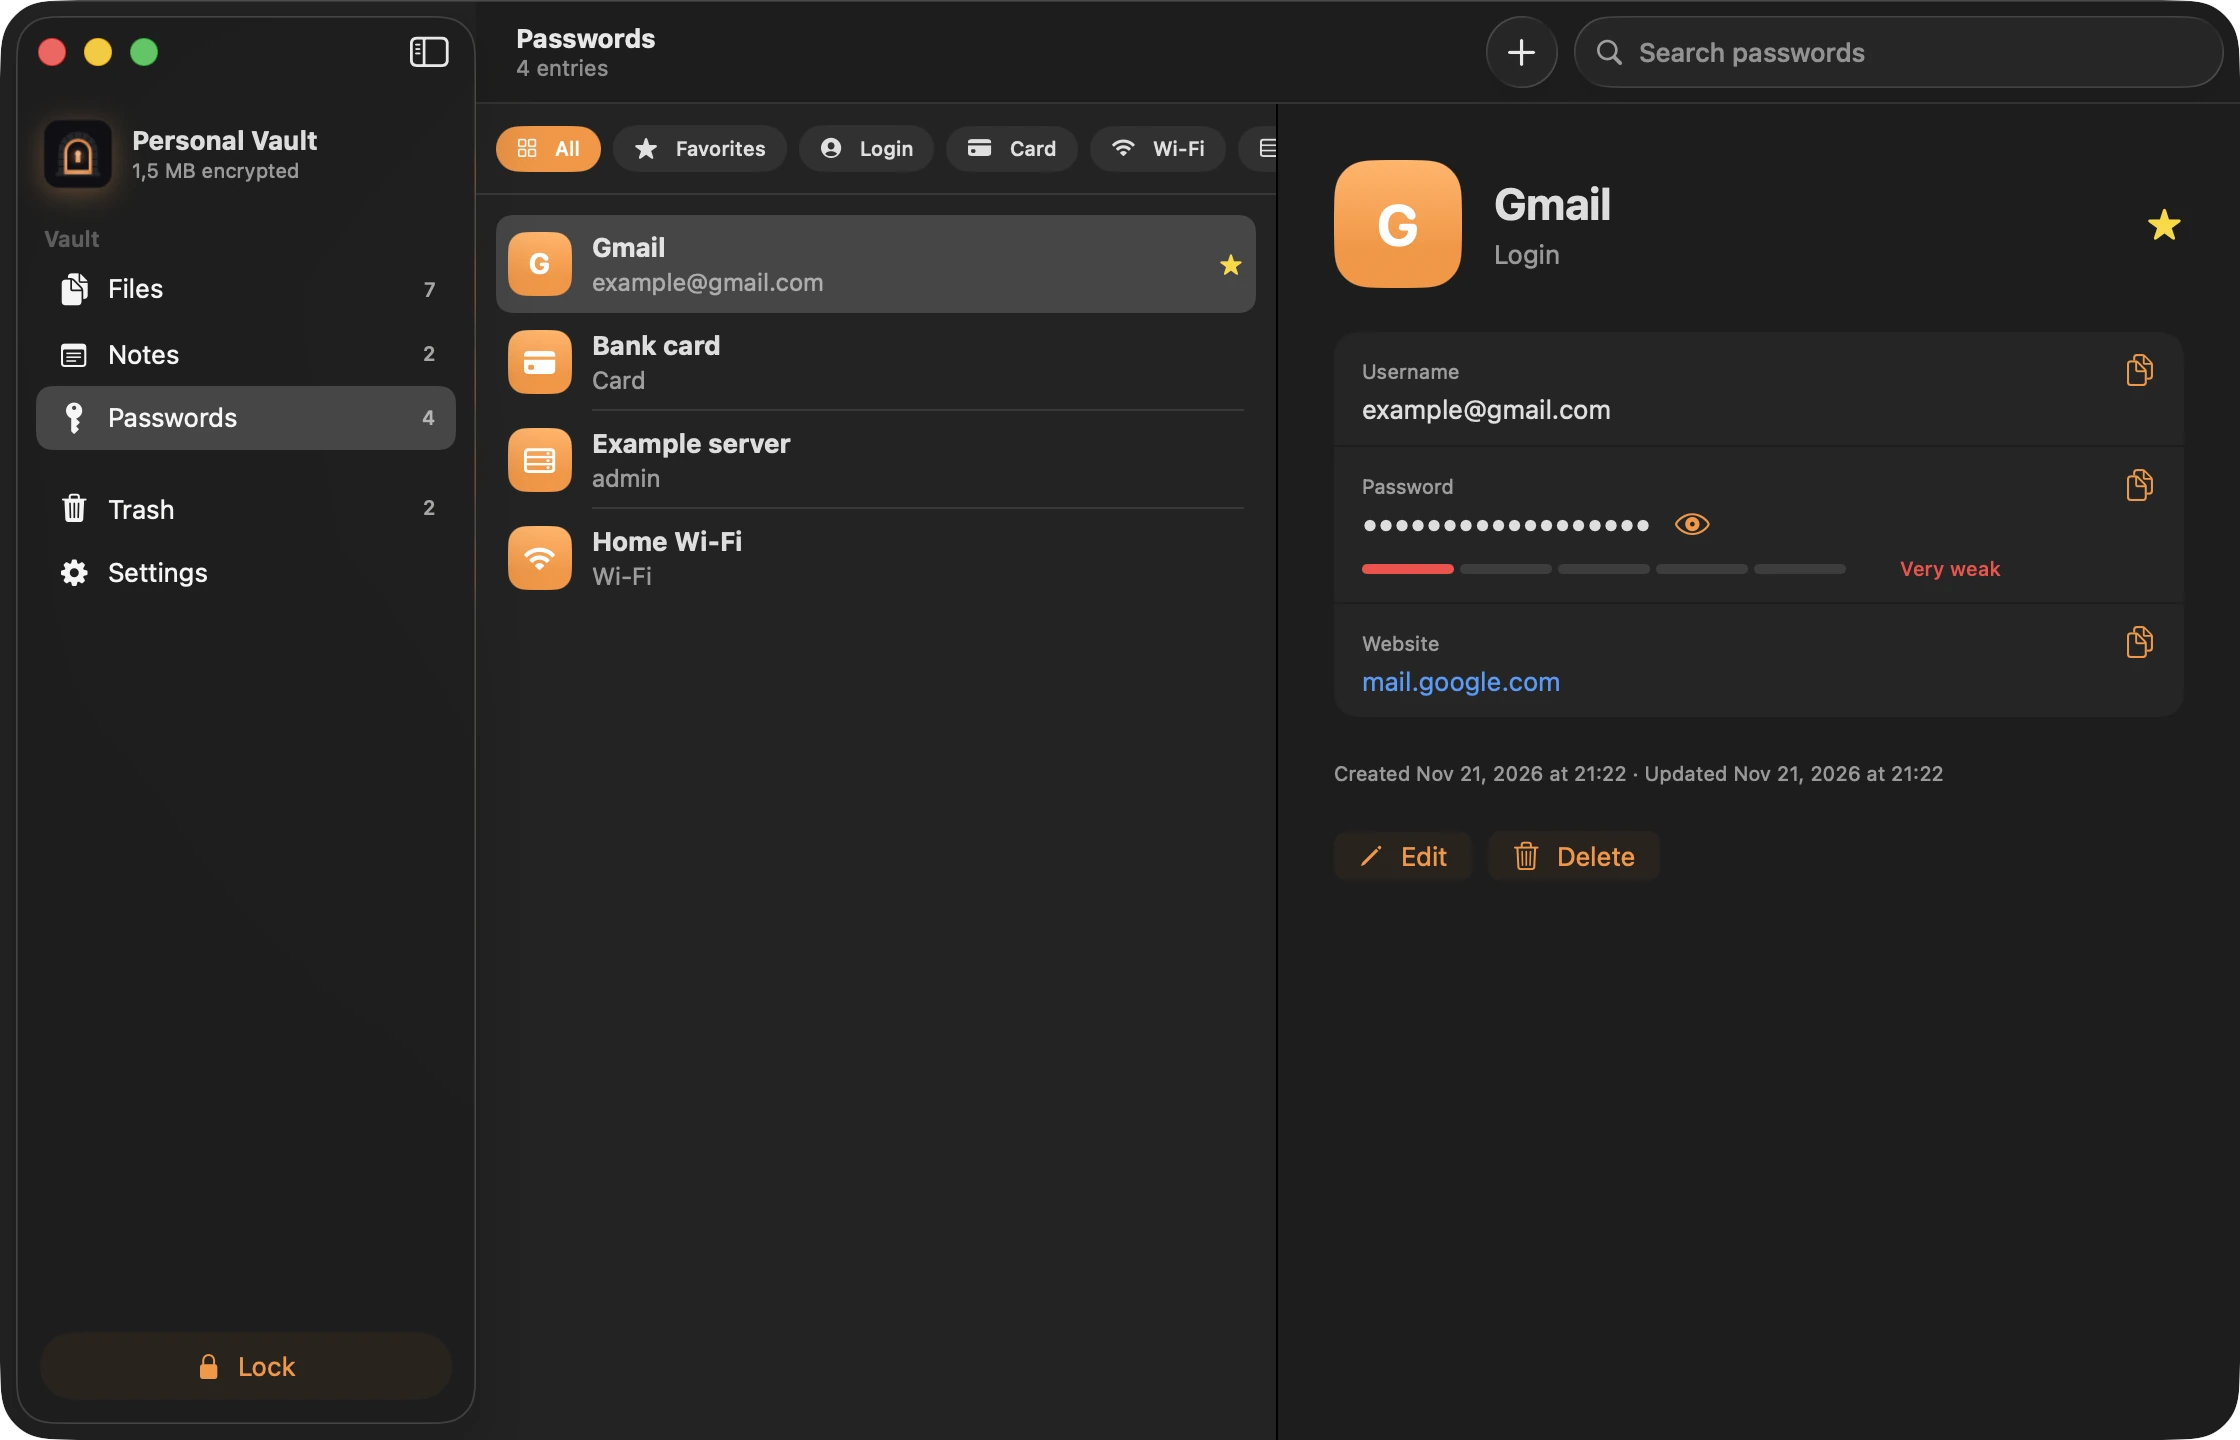 Personal Vault
1,5 MB encrypted
Vault
Files 7
Notes 2
Passwords 4
Trash 2
Settings
Lock
Passwords
4 entries
Search passwords
All Favorites Login Card Wi-Fi
G Gmail
example@gmail.com
Bank card
Card
Example server
admin
Home Wi-Fi
Wi-Fi
G Gmail
Login
Username
example@gmail.com
Password
••••••••••••••••••
Very weak
Website
mail.google.com
Created Nov 21, 2026 at 21:22 · Updated Nov 21, 2026 at 21:22
Edit Delete